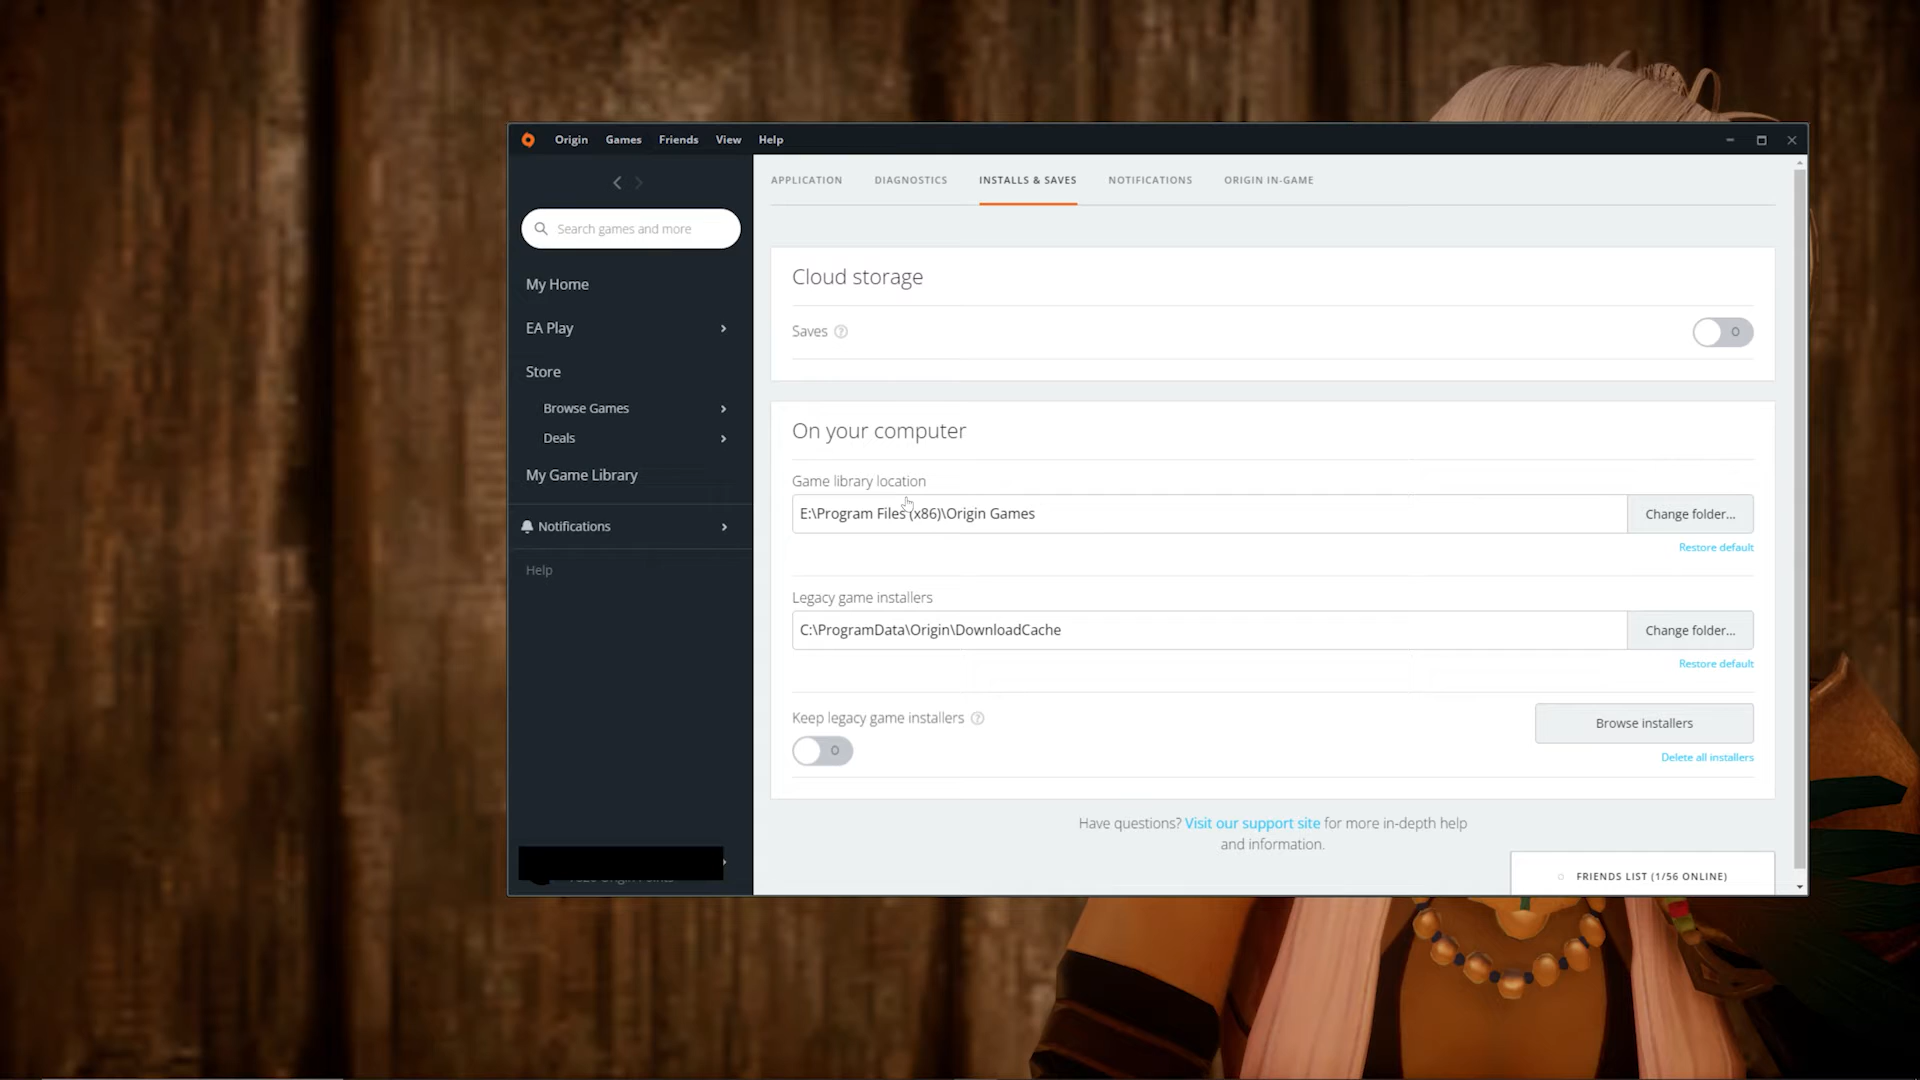 Origin Games Friends View Help
Search games and more
My Home
EA Play
Store
Browse Games
Deals
My Game Library
Notifications
Help
Origin Points
APPLICATION DIAGNOSTICS INSTALLS & SAVES NOTIFICATIONS ORIGIN IN-GAME
Cloud storage
Saves ?
O
On your computer
Game library location
E:\Program Files (x86)\Origin Games
Change folder...
Restore default
Legacy game installers
C:\ProgramData\Origin\DownloadCache
Change folder...
Restore default
Keep legacy game installers ?
O
Browse installers
Delete all installers
Have questions? Visit our support site for more in-depth help
and information.
FRIENDS LIST (1/56 ONLINE)